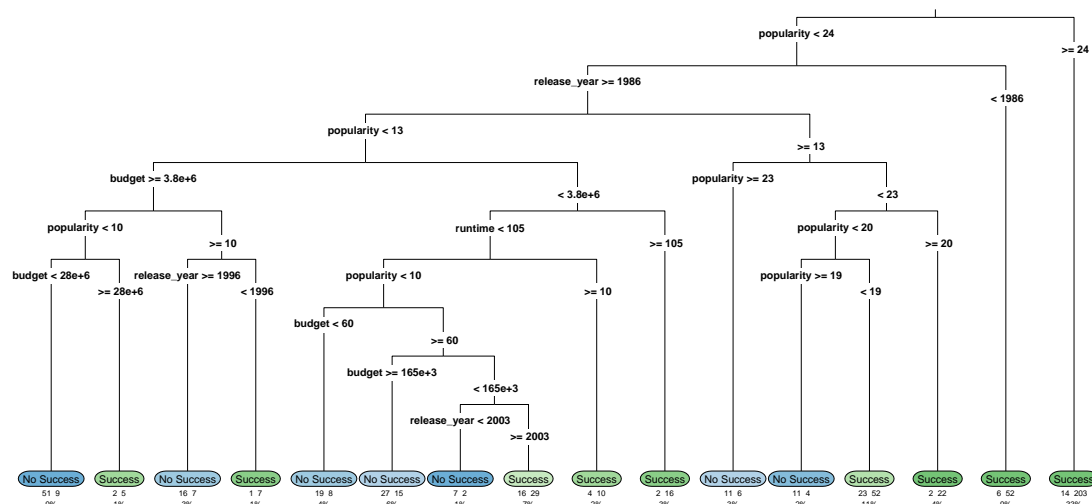 popularity < 24
>= 24
release_year >= 1986
< 1986
popularity < 13
>= 13
budget >= 3.8e+6
< 3.8e+6
popularity >= 23
< 23
popularity < 10
>= 10
runtime < 105
>= 105
popularity < 20
>= 20
budget < 28e+6
>= 28e+6
release_year >= 1996
< 1996
popularity < 10
>= 10
popularity >= 19
< 19
budget < 60
>= 60
budget >= 165e+3
< 165e+3
release_year < 2003
>= 2003
No Success Success No Success Success No Success No Success No Success Success Success Success No Success No Success Success Success Success Success
51 9 2 5 16 7 1 7 19 8 27 15 7 2 16 29 4 10 2 16 11 6 11 4 23 52 2 22 6 52 14